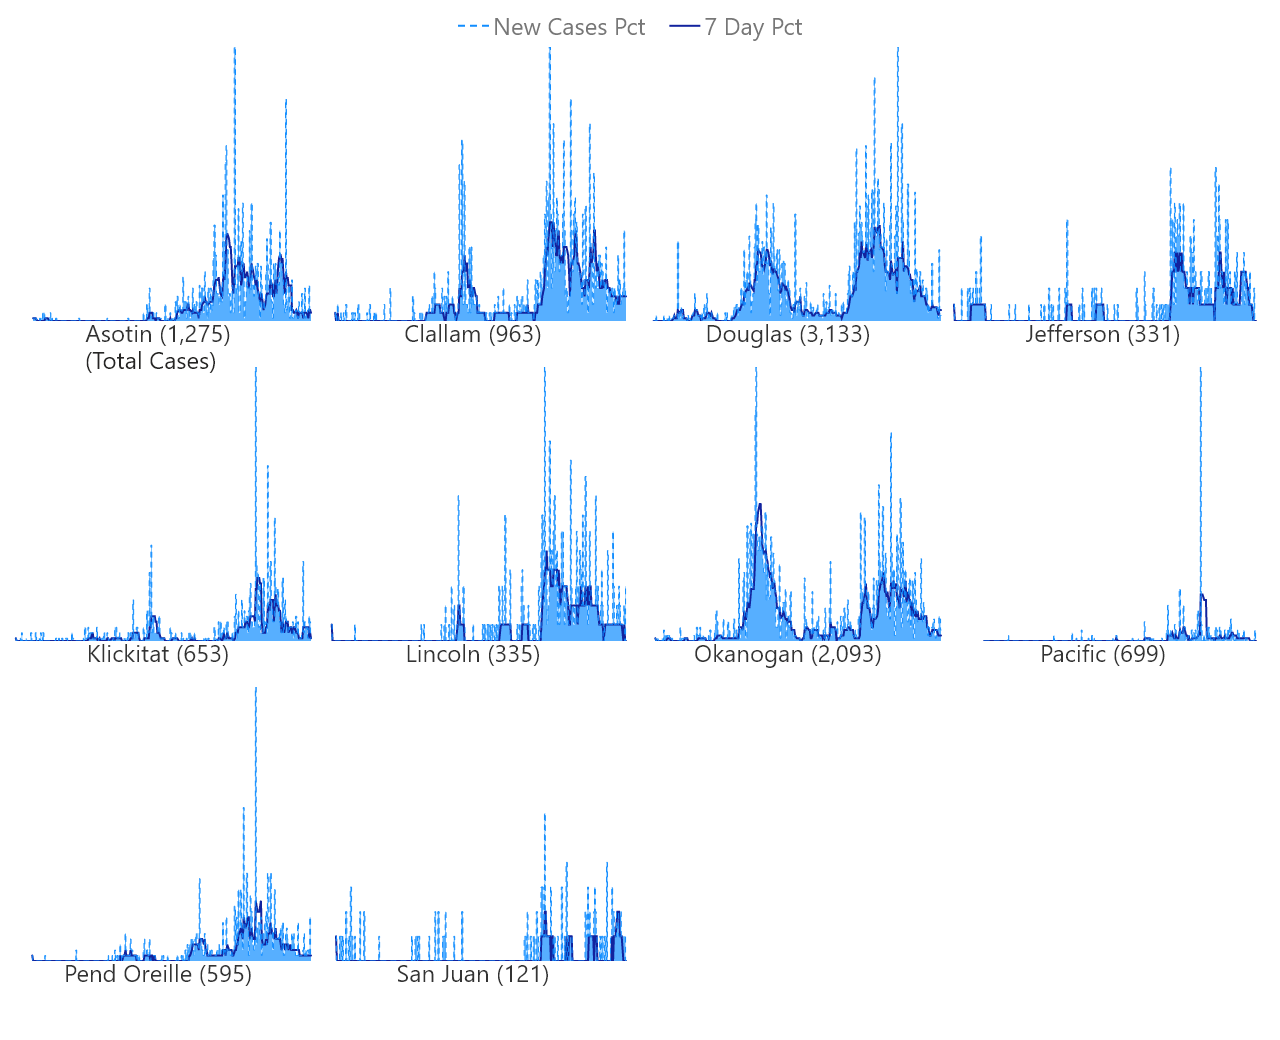 New Cases Pct 7 Day Pct
Asotin (1,275) Clallam (963) Douglas (3,133) Jefferson (331)
(Total Cases)
Klickitat (653) Lincoln (335) Okanogan (2,093) Pacific (699)
Pend Oreille (595) San Juan (121)